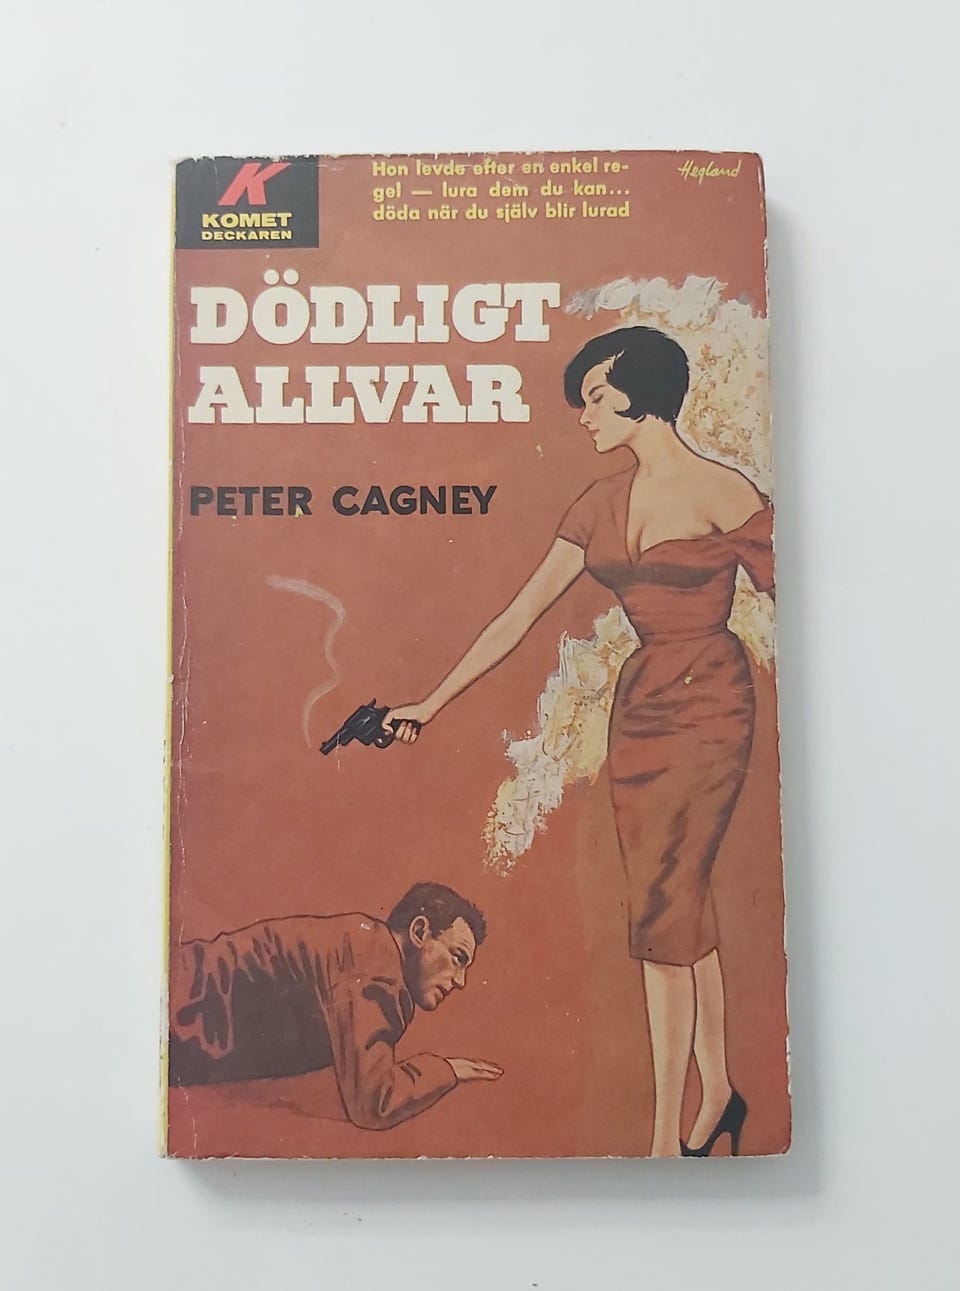 K
KOMET
DECKAREN
Hon levde efter en enkel re-
gel — lura dem du kan...
döda när du själv blir lurad
Hegland
DÖDLIGT
ALLVAR
PETER CAGNEY